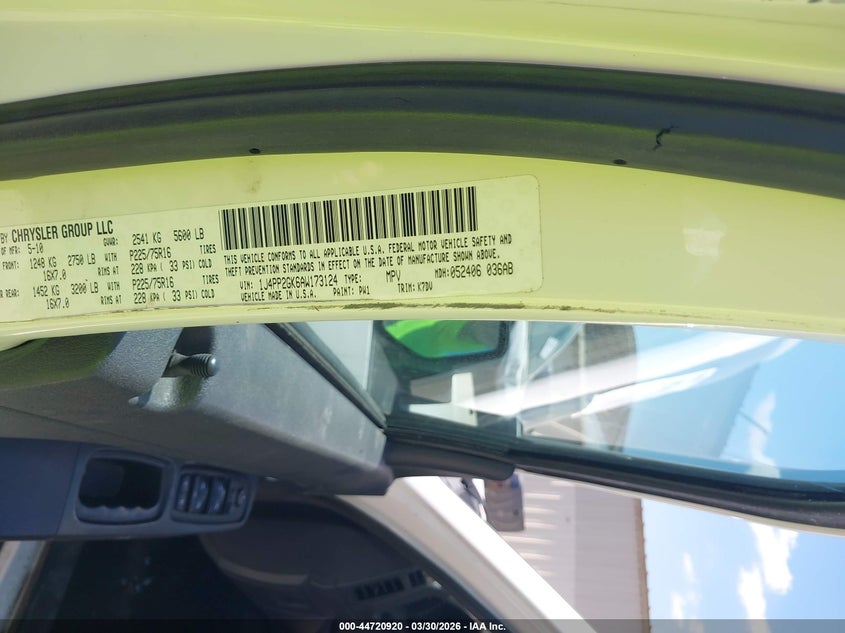 BY CHRYSLER GROUP LLC
OF MFR: 5-10 GVWR: 2541 KG 5600 LB
FRONT: 1248 KG 2750 LB WITH P225/75R16 TIRES
16X7.0 RIMS AT 228 KPA ( 33 PSI) COLD
REAR: 1452 KG 3200 LB WITH P225/75R16 TIRES
16X7.0 RIMS AT 228 KPA ( 33 PSI) COLD
THIS VEHICLE CONFORMS TO ALL APPLICABLE U.S.A. FEDERAL MOTOR VEHICLE SAFETY AND
THEFT PREVENTION STANDARDS IN EFFECT ON THE DATE OF MANUFACTURE SHOWN ABOVE.
VIN: 1J4PP2GK6AW173124 TYPE: MPV MDH: 052406 036AB
VEHICLE MADE IN U.S.A. PAINT: PW1 TRIM: K7DV
000-44720920 | 03/30/2026 | IAA Inc.